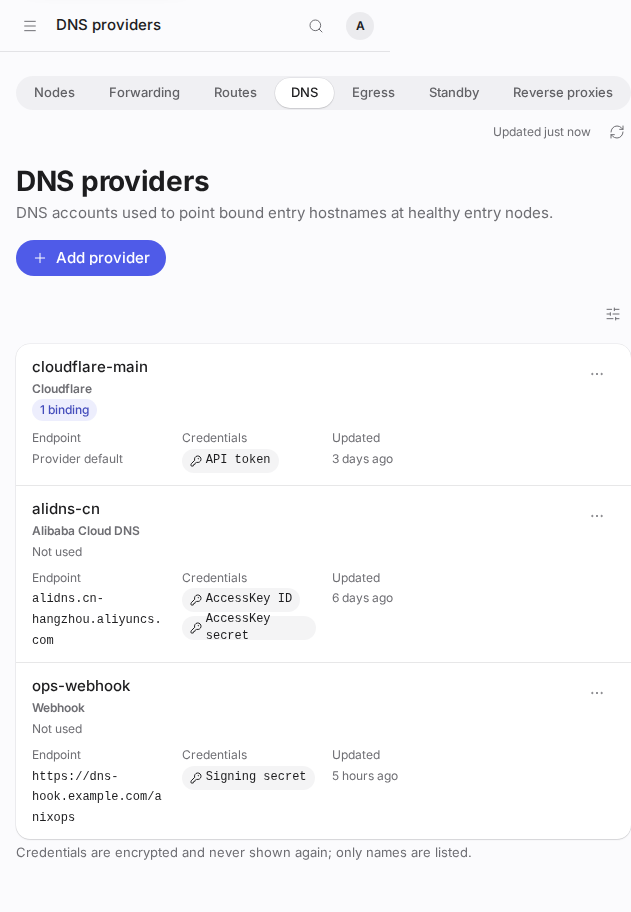 DNS providers
A
Nodes Forwarding Routes DNS Egress Standby Reverse proxies
Updated just now
DNS providers
DNS accounts used to point bound entry hostnames at healthy entry nodes.
Add provider
cloudflare-main
Cloudflare
1 binding
Endpoint Credentials Updated
Provider default API token 3 days ago
alidns-cn
Alibaba Cloud DNS
Not used
Endpoint Credentials Updated
alidns.cn- AccessKey ID 6 days ago
hangzhou.aliyuncs. AccessKey
com secret
ops-webhook
Webhook
Not used
Endpoint Credentials Updated
https://dns- Signing secret 5 hours ago
hook.example.com/a
nixops
Credentials are encrypted and never shown again; only names are listed.